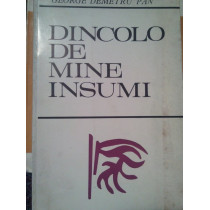 GEORGE DEMETRU PAN
DINCOLO
DE
MINE
INSUMI